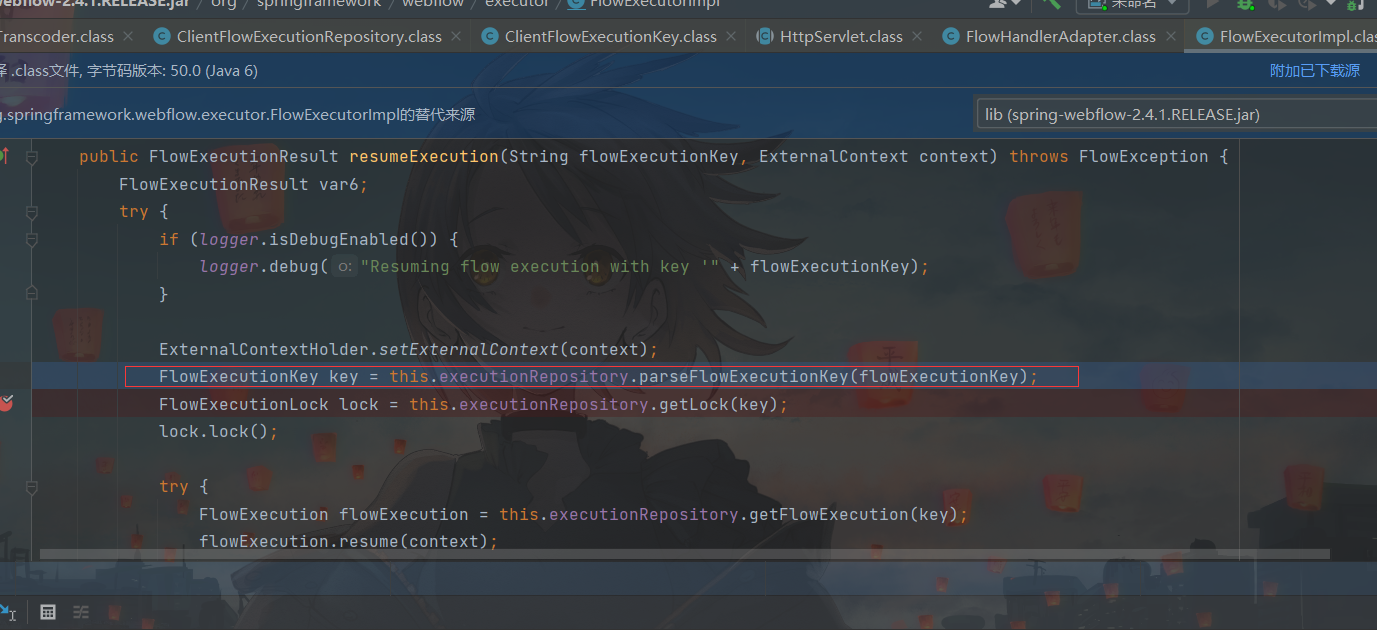 webflow-2.4.1.RELEASE.jar / org / springframework / webflow / executor / FlowExecutorImpl 未命名
Transcoder.class ClientFlowExecutionRepository.class ClientFlowExecutionKey.class HttpServlet.class FlowHandlerAdapter.class FlowExecutorImpl.clas
译 .class文件, 字节码版本: 50.0 (Java 6) 附加已下载源
g.springframework.webflow.executor.FlowExecutorImpl的替代来源 lib (spring-webflow-2.4.1.RELEASE.jar)
public FlowExecutionResult resumeExecution(String flowExecutionKey, ExternalContext context) throws FlowException {
FlowExecutionResult var6;
try {
if (logger.isDebugEnabled()) {
logger.debug( o: "Resuming flow execution with key '" + flowExecutionKey);
}
ExternalContextHolder.setExternalContext(context);
FlowExecutionKey key = this.executionRepository.parseFlowExecutionKey(flowExecutionKey);
FlowExecutionLock lock = this.executionRepository.getLock(key);
lock.lock();
try {
FlowExecution flowExecution = this.executionRepository.getFlowExecution(key);
flowExecution.resume(context);